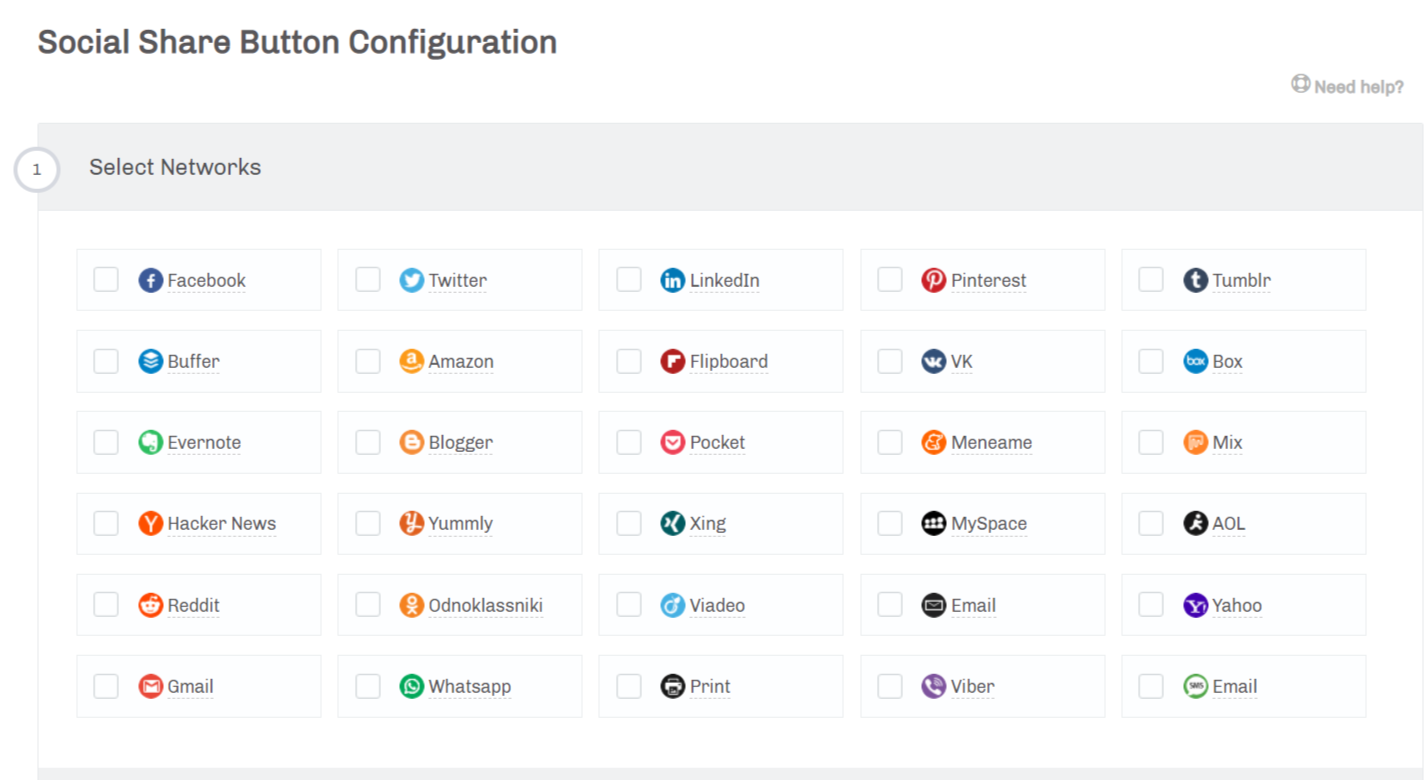 Social Share Button Configuration
Need help?
1 Select Networks
Facebook Twitter LinkedIn Pinterest Tumblr
Buffer Amazon Flipboard VK Box
Evernote Blogger Pocket Meneame Mix
Hacker News Yummly Xing MySpace AOL
Reddit Odnoklassniki Viadeo Email Yahoo
Gmail Whatsapp Print Viber Email